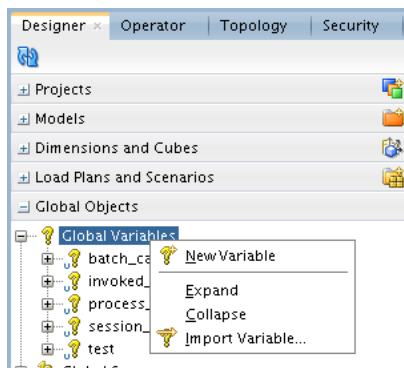 Designer Operator Topology Security
Projects
Models
Dimensions and Cubes
Load Plans and Scenarios
Global Objects
Global Variables
New Variable
Expand
Collapse
Import Variable...
batch_ca
invoked_
process_
session_
test